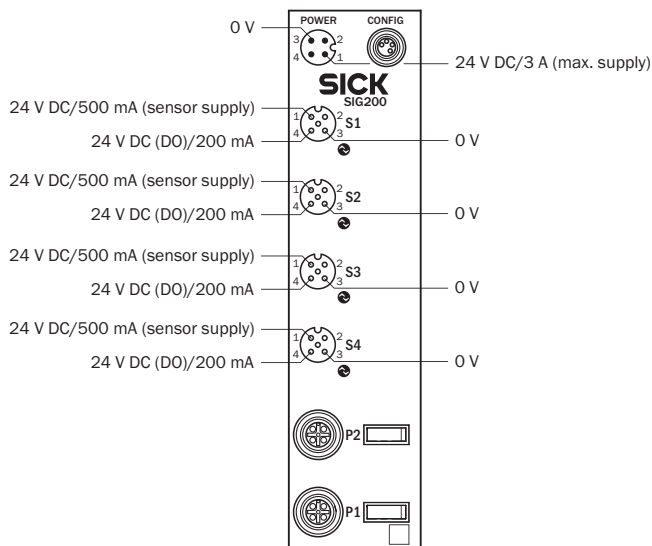 POWER CONFIG
0 V
3 2
4 1
24 V DC/3 A (max. supply)
SICK
SIG200
24 V DC/500 mA (sensor supply)
1 2 S1
4 3
24 V DC (DO)/200 mA
0 V
24 V DC/500 mA (sensor supply)
1 2 S2
4 3
24 V DC (DO)/200 mA
0 V
24 V DC/500 mA (sensor supply)
1 2 S3
4 3
24 V DC (DO)/200 mA
0 V
24 V DC/500 mA (sensor supply)
1 2 S4
4 3
24 V DC (DO)/200 mA
0 V
P2
P1